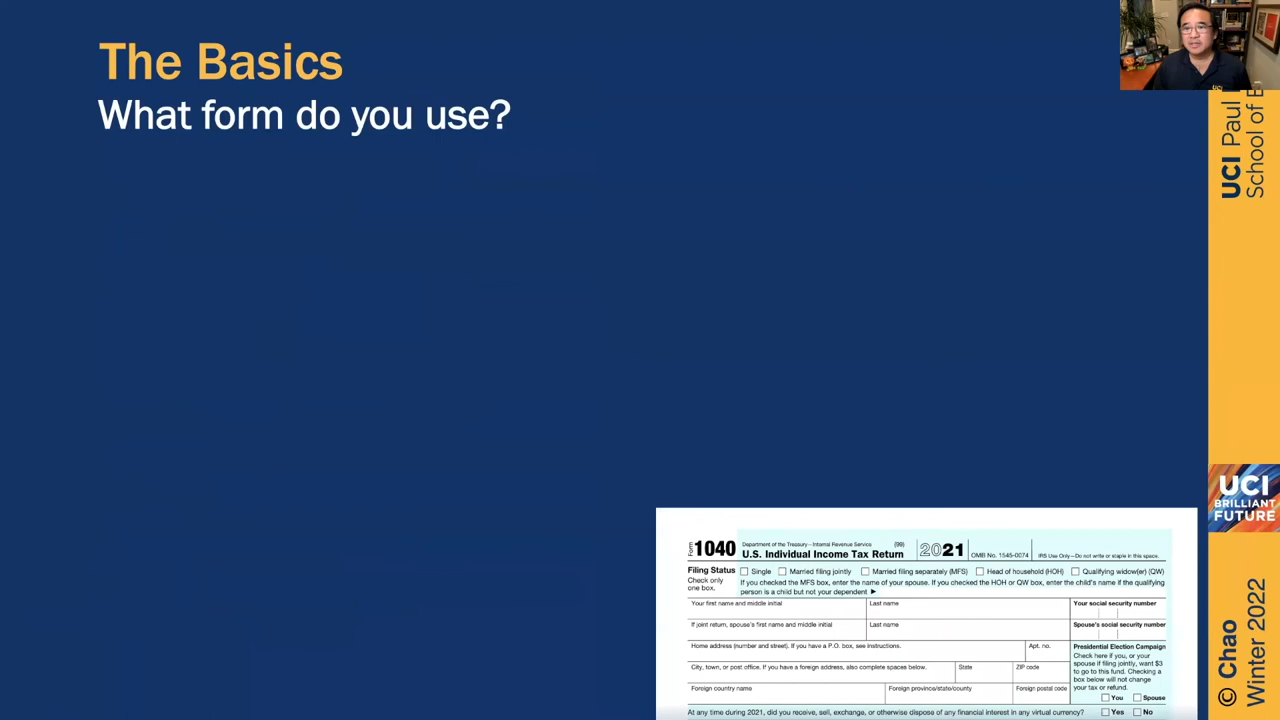 The Basics
What form do you use?
UCI Paul
School of
UCI
BRILLIANT
FUTURE
© Chao
Winter 2022
Form 1040
Department of the Treasury—Internal Revenue Service (99)
U.S. Individual Income Tax Return
2021
OMB No. 1545-0074
IRS Use Only—Do not write or staple in this space.
Filing Status
Check only
one box.
Single Married filing jointly Married filing separately (MFS) Head of household (HOH) Qualifying widow(er) (QW)
If you checked the MFS box, enter the name of your spouse. If you checked the HOH or QW box, enter the child's name if the qualifying
person is a child but not your dependent ▶
Your first name and middle initial
Last name
Your social security number
If joint return, spouse's first name and middle initial
Last name
Spouse's social security number
Home address (number and street). If you have a P.O. box, see instructions.
Apt. no.
Presidential Election Campaign
Check here if you, or your
spouse if filing jointly, want $3
to go to this fund. Checking a
box below will not change
your tax or refund.
You Spouse
City, town, or post office. If you have a foreign address, also complete spaces below.
State
ZIP code
Foreign country name
Foreign province/state/county
Foreign postal code
At any time during 2021, did you receive, sell, exchange, or otherwise dispose of any financial interest in any virtual currency?
Yes No